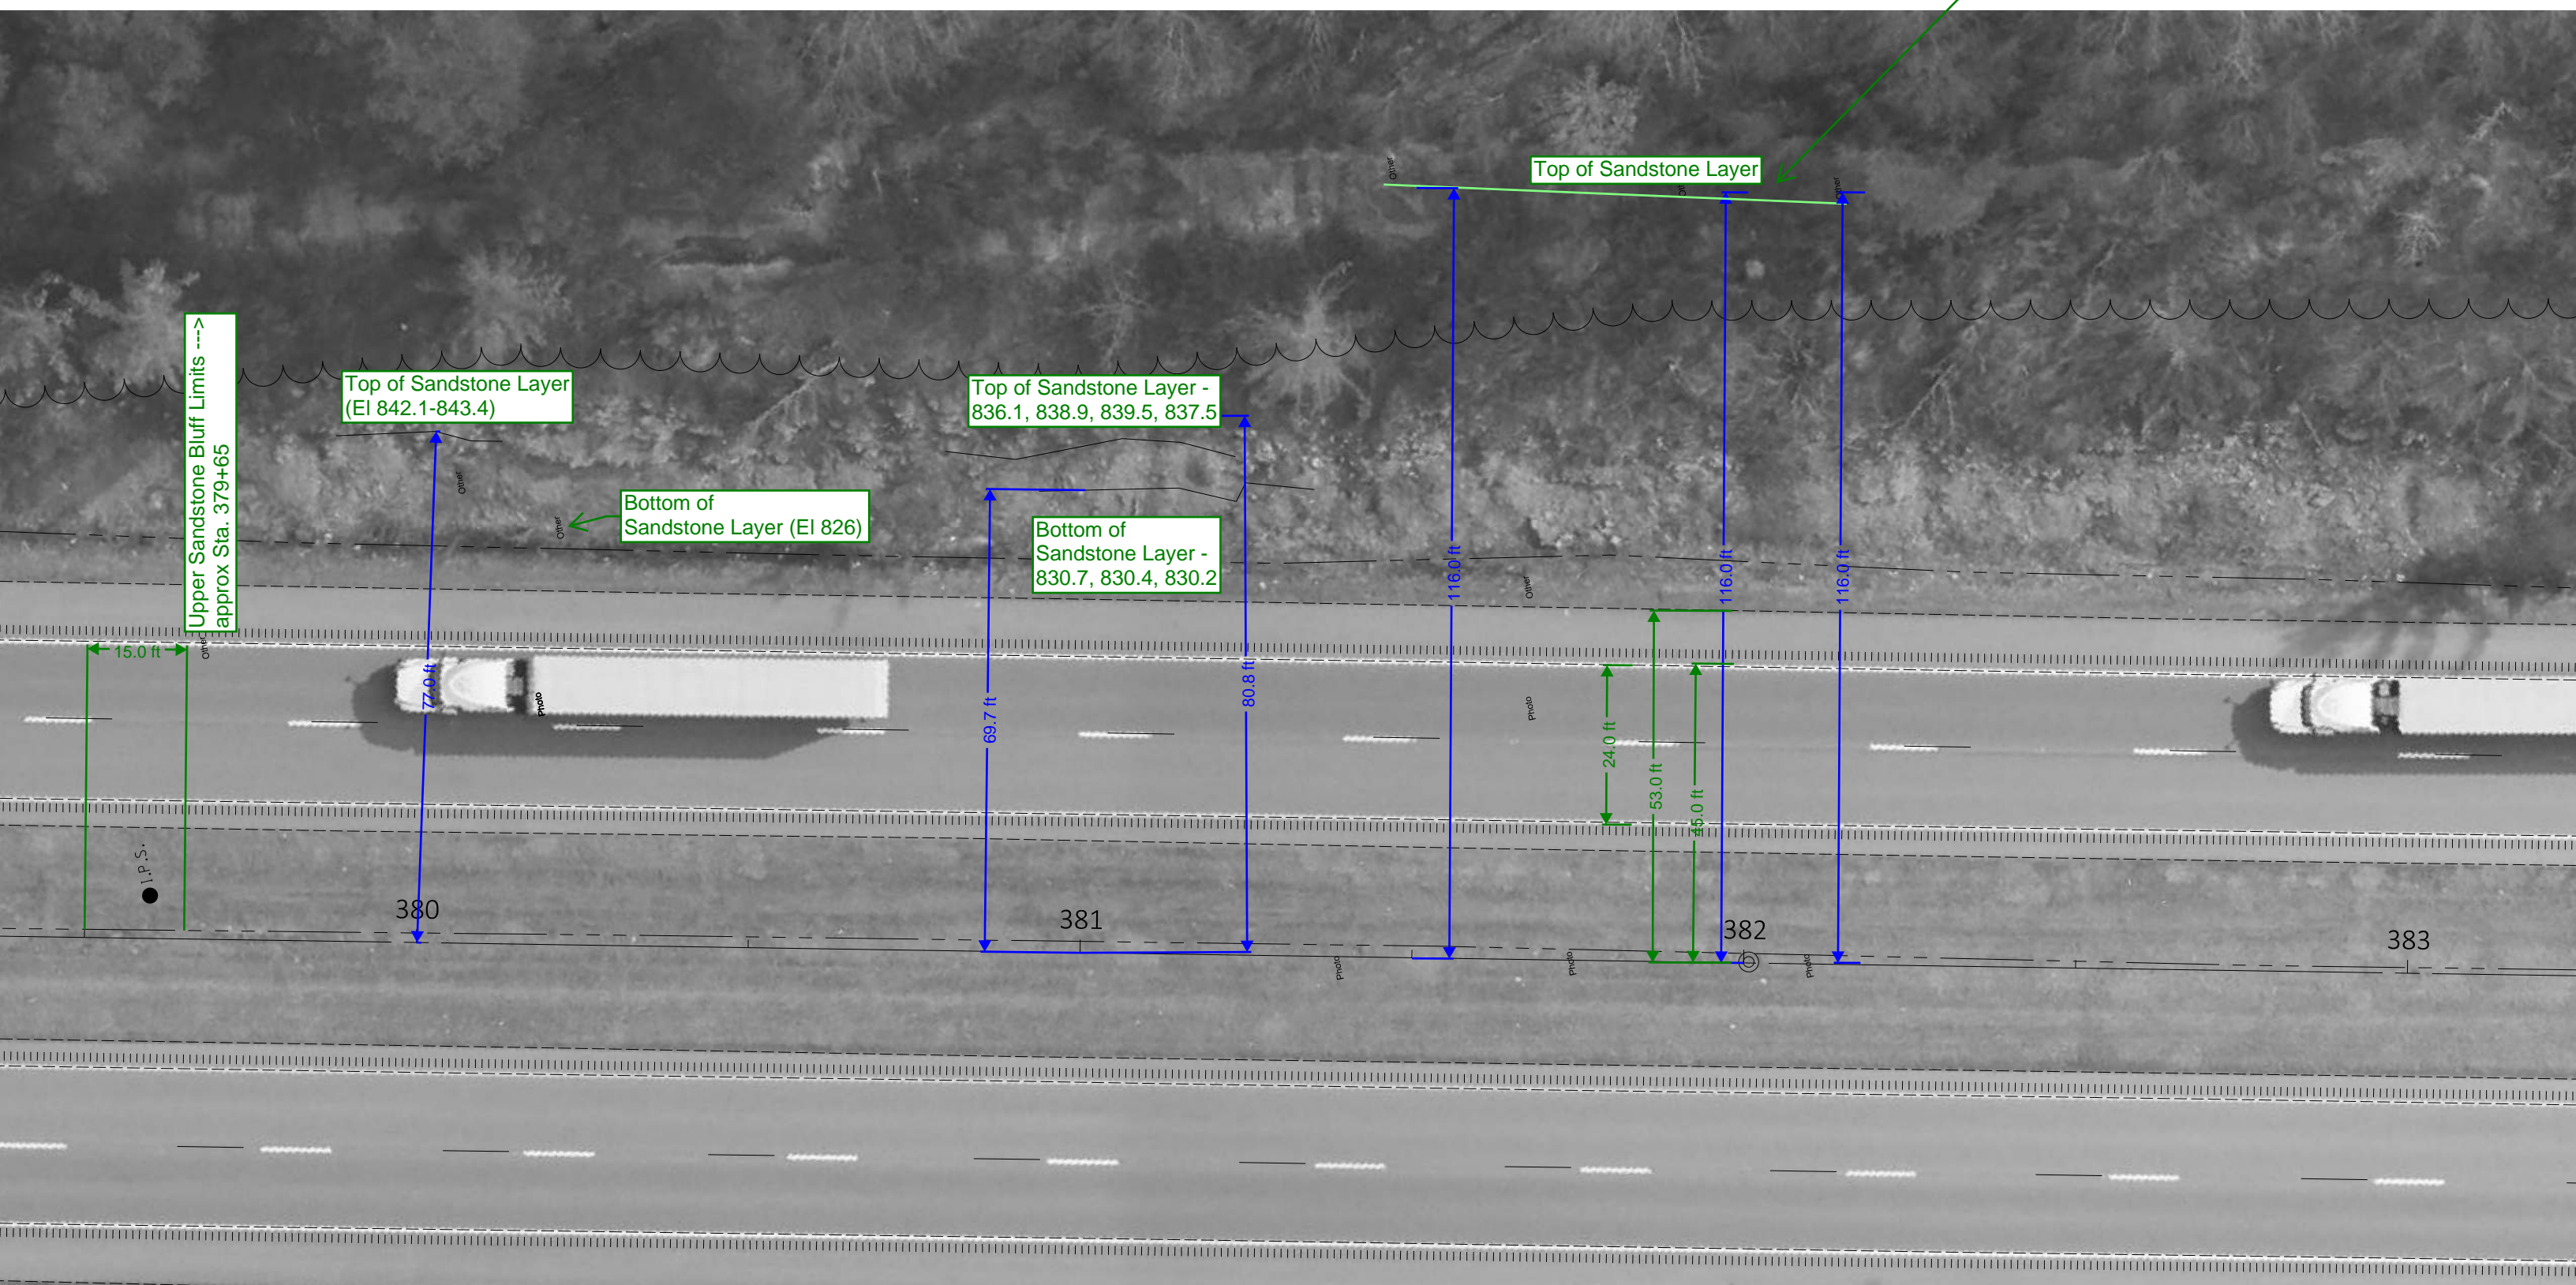 Other
Top of Sandstone Layer
Other
Upper Sandstone Bluff Limits ---->
approx Sta. 379+65
Top of Sandstone Layer
(El 842.1-843.4)
Top of Sandstone Layer -
836.1, 838.9, 839.5, 837.5
Other
Bottom of
Sandstone Layer (El 826)
Other
Bottom of
Sandstone Layer -
830.7, 830.4, 830.2
116.0 ft
116.0 ft
116.0 ft
Other
15.0 ft
Other
77.0 ft
Photo
69.7 ft
80.8 ft
Photo
24.0 ft
53.0 ft
45.0 ft
I.P.S.
380
381
382
383
Photo
Photo
Photo